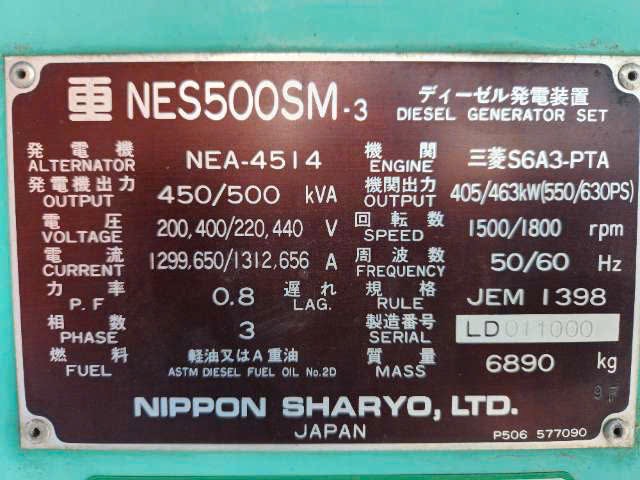 NES500SM-3 ディーゼル発電装置
DIESEL GENERATOR SET
発電機 NEA-4514 機関 三菱S6A3-PTA
ALTERNATOR ENGINE
発電機出力 450/500 kVA 機関出力 405/463kW(550/630PS)
OUTPUT OUTPUT
電圧 200,400/220,440 V 回転数 1500/1800 rpm
VOLTAGE SPEED
電流 1299,650/1312,656 A 周波数 50/60 Hz
CURRENT FREQUENCY
力率 0.8 遅れ 規格 JEM 1398
P.F LAG. RULE
相数 3 製造番号 LD011000
PHASE SERIAL
燃料 軽油又はA重油 質量 6890 kg
FUEL ASTM DIESEL FUEL OIL No.2D MASS
NIPPON SHARYO, LTD.
JAPAN P506 577090